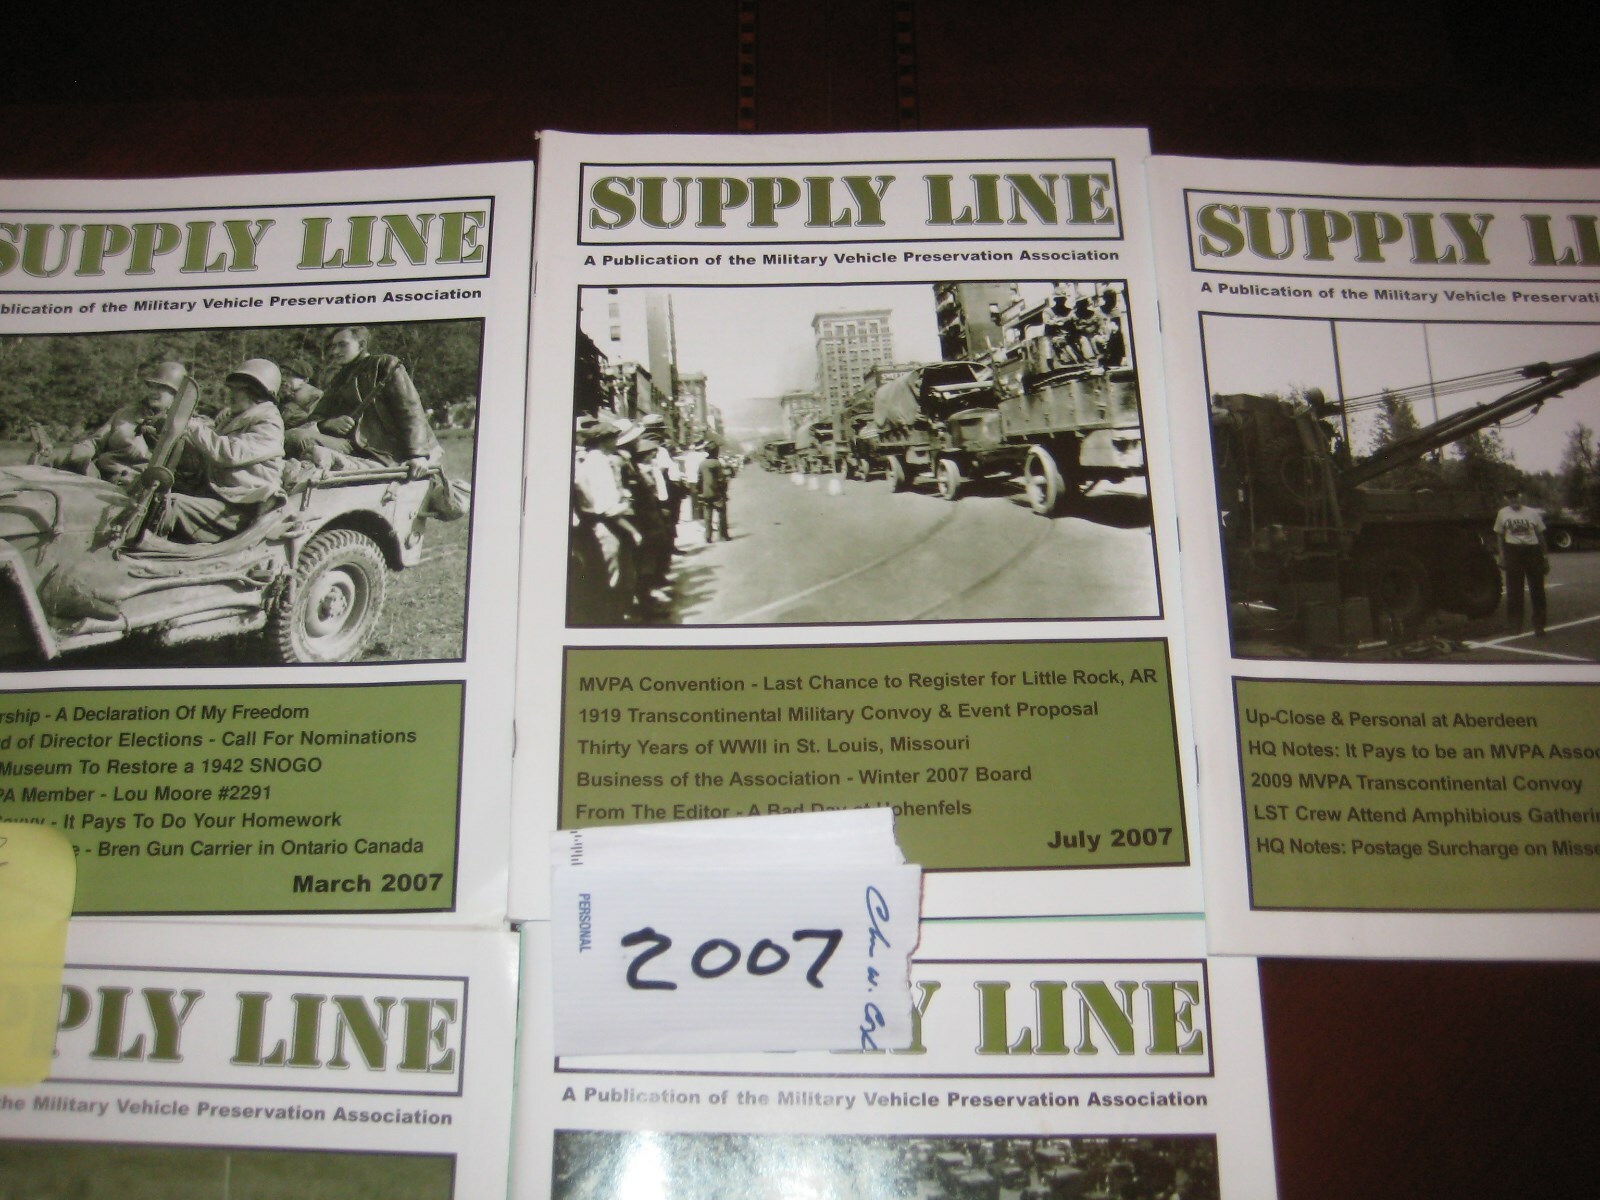 SUPPLY LINE
blication of the Military Vehicle Preservation Association
rship - A Declaration Of My Freedom
d of Director Elections - Call For Nominations
Museum To Restore a 1942 SNOGO
PA Member - Lou Moore #2291
- It Pays To Do Your Homework
e - Bren Gun Carrier in Ontario Canada
March 2007
SUPPLY LINE
A Publication of the Military Vehicle Preservation Association
MVPA Convention - Last Chance to Register for Little Rock, AR
1919 Transcontinental Military Convoy & Event Proposal
Thirty Years of WWII in St. Louis, Missouri
Business of the Association - Winter 2007 Board
From The Editor - A Bad Day at Hohenfels
July 2007
SUPPLY LI
A Publication of the Military Vehicle Preservati
Up-Close & Personal at Aberdeen
HQ Notes: It Pays to be an MVPA Asso
2009 MVPA Transcontinental Convoy
LST Crew Attend Amphibious Gatheri
HQ Notes: Postage Surcharge on Miss
PERSONAL
2007
PLY LINE
the Military Vehicle Preservation Association
LY LINE
A Publication of the Military Vehicle Preservation Association